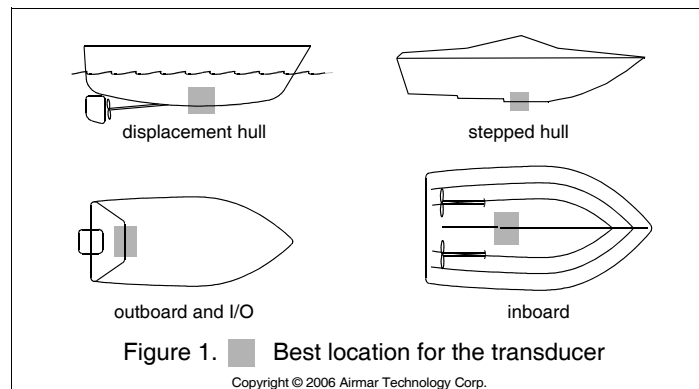 displacement hull
stepped hull
outboard and I/O
inboard
Figure 1. Best location for the transducer
Copyright © 2006 Airmar Technology Corp.